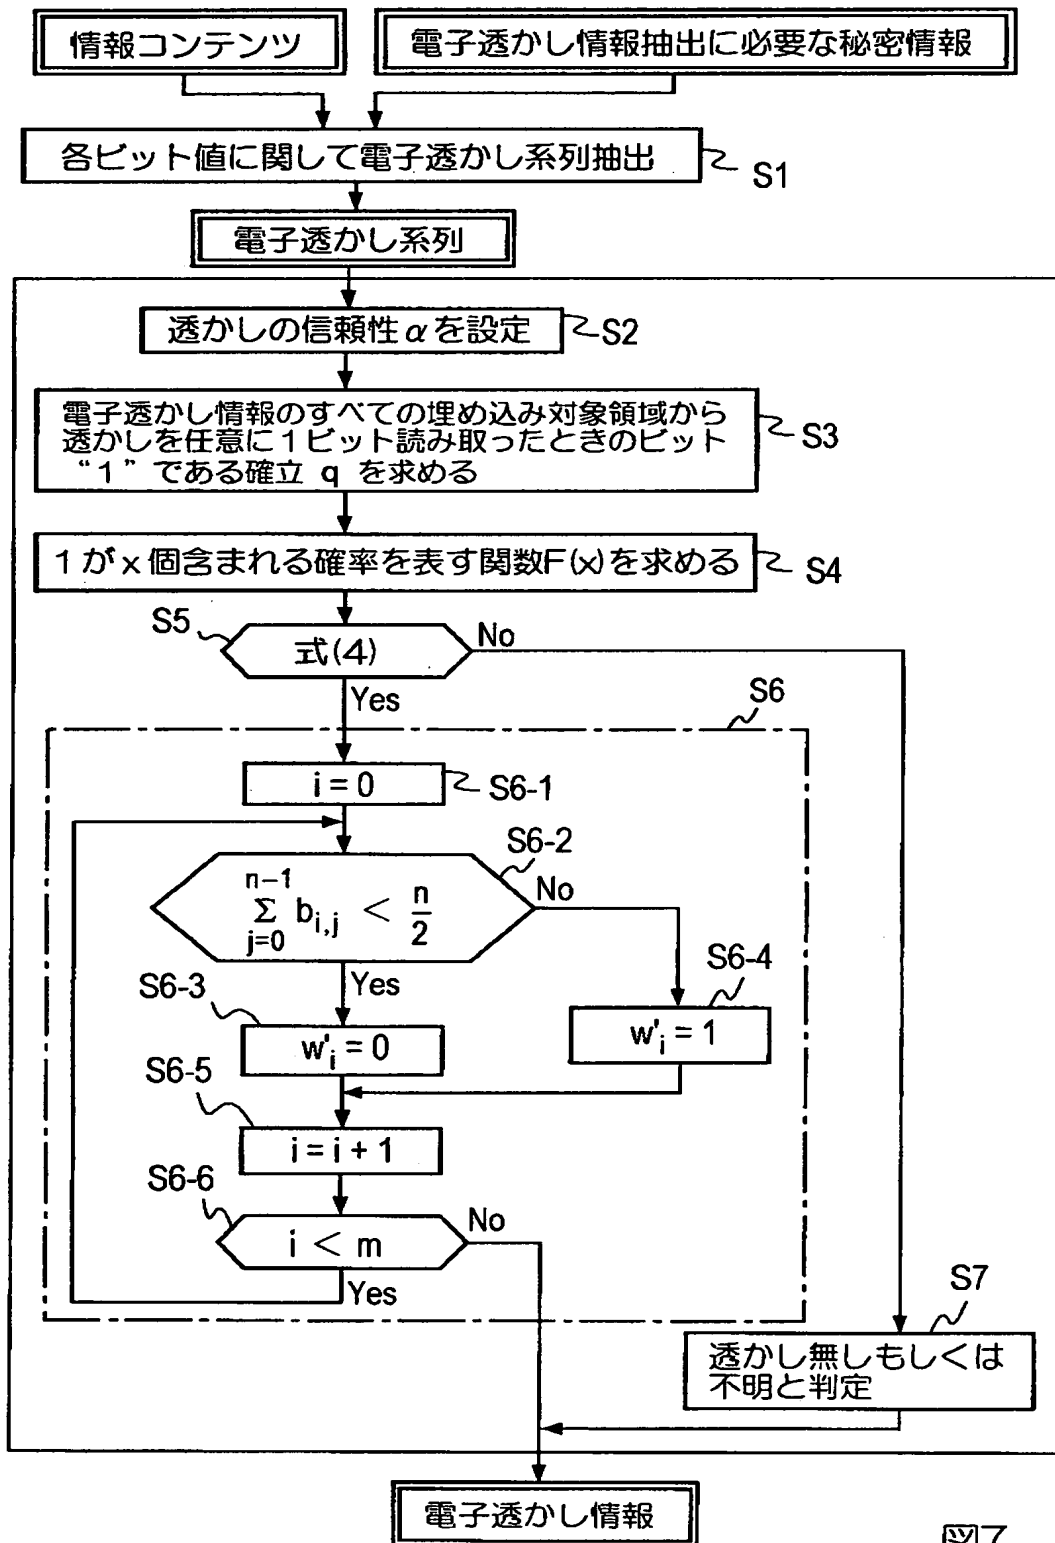 情報コンテンツ
電子透かし情報抽出に必要な秘密情報
各ビット値に関して電子透かし系列抽出
S1
電子透かし系列
透かしの信頼性αを設定
S2
電子透かし情報のすべての埋め込み対象領域から
透かしを任意に1ビット読み取ったときのビット
“1”である確立 q を求める
S3
1がx個含まれる確率を表す関数F(x)を求める
S4
S5
式(4)
No
Yes
S6
i=0
S6-1
S6-2
n-1
Σ b_{i,j} < n/2
j=0
No
Yes
S6-3
w'_i = 0
S6-4
w'_i = 1
S6-5
i = i + 1
S6-6
i < m
No
Yes
S7
透かし無しもしくは
不明と判定
電子透かし情報
図7